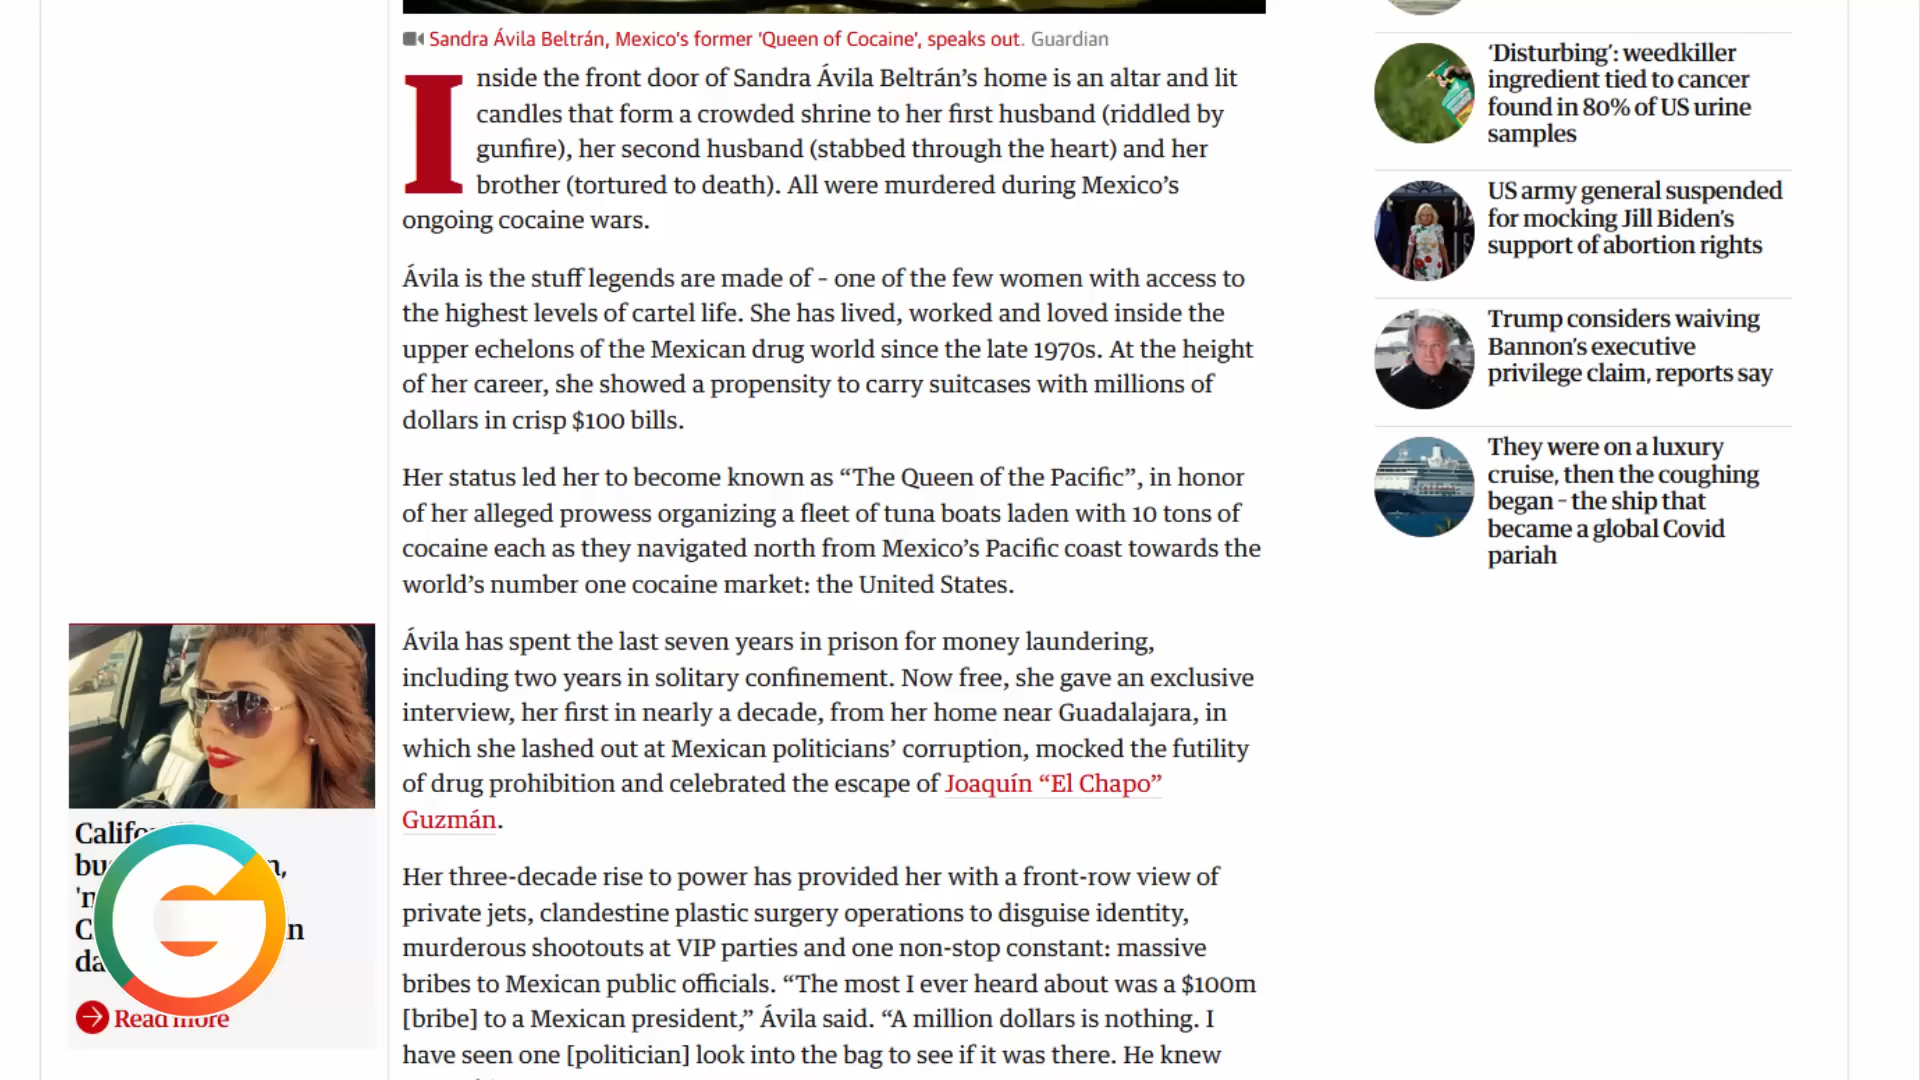 Sandra Ávila Beltrán, Mexico's former 'Queen of Cocaine', speaks out. Guardian
Inside the front door of Sandra Ávila Beltrán’s home is an altar and lit
candles that form a crowded shrine to her first husband (riddled by
gunfire), her second husband (stabbed through the heart) and her
brother (tortured to death). All were murdered during Mexico’s
ongoing cocaine wars.
Ávila is the stuff legends are made of – one of the few women with access to
the highest levels of cartel life. She has lived, worked and loved inside the
upper echelons of the Mexican drug world since the late 1970s. At the height
of her career, she showed a propensity to carry suitcases with millions of
dollars in crisp $100 bills.
Her status led her to become known as “The Queen of the Pacific”, in honor
of her alleged prowess organizing a fleet of tuna boats laden with 10 tons of
cocaine each as they navigated north from Mexico’s Pacific coast towards the
world’s number one cocaine market: the United States.
Ávila has spent the last seven years in prison for money laundering,
including two years in solitary confinement. Now free, she gave an exclusive
interview, her first in nearly a decade, from her home near Guadalajara, in
which she lashed out at Mexican politicians’ corruption, mocked the futility
of drug prohibition and celebrated the escape of Joaquín “El Chapo”
Guzmán.
Her three-decade rise to power has provided her with a front-row view of
private jets, clandestine plastic surgery operations to disguise identity,
murderous shootouts at VIP parties and one non-stop constant: massive
bribes to Mexican public officials. “The most I ever heard about was a $100m
[bribe] to a Mexican president,” Ávila said. “A million dollars is nothing. I
have seen one [politician] look into the bag to see if it was there. He knew
Read more
‘Disturbing’: weedkiller
ingredient tied to cancer
found in 80% of US urine
samples
US army general suspended
for mocking Jill Biden’s
support of abortion rights
Trump considers waiving
Bannon’s executive
privilege claim, reports say
They were on a luxury
cruise, then the coughing
began – the ship that
became a global Covid
pariah